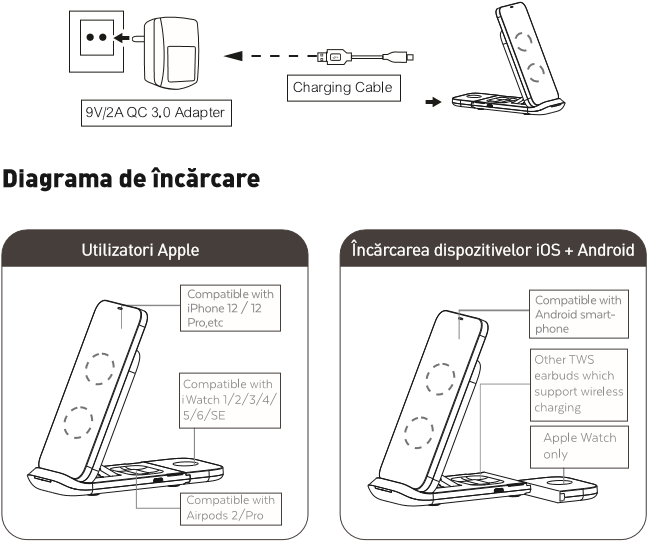 Charging Cable
9V/2A QC 3.0 Adapter
Diagrama de încărcare
Utilizatori Apple
Compatible with
iPhone 12 / 12
Pro,etc
Compatible with
iWatch 1/2/3/4/
5/6/SE
Compatible with
Airpods 2/Pro
Încărcarea dispozitivelor iOS + Android
Compatible with
Android smart-
phone
Other TWS
earbuds which
support wireless
charging
Apple Watch
only